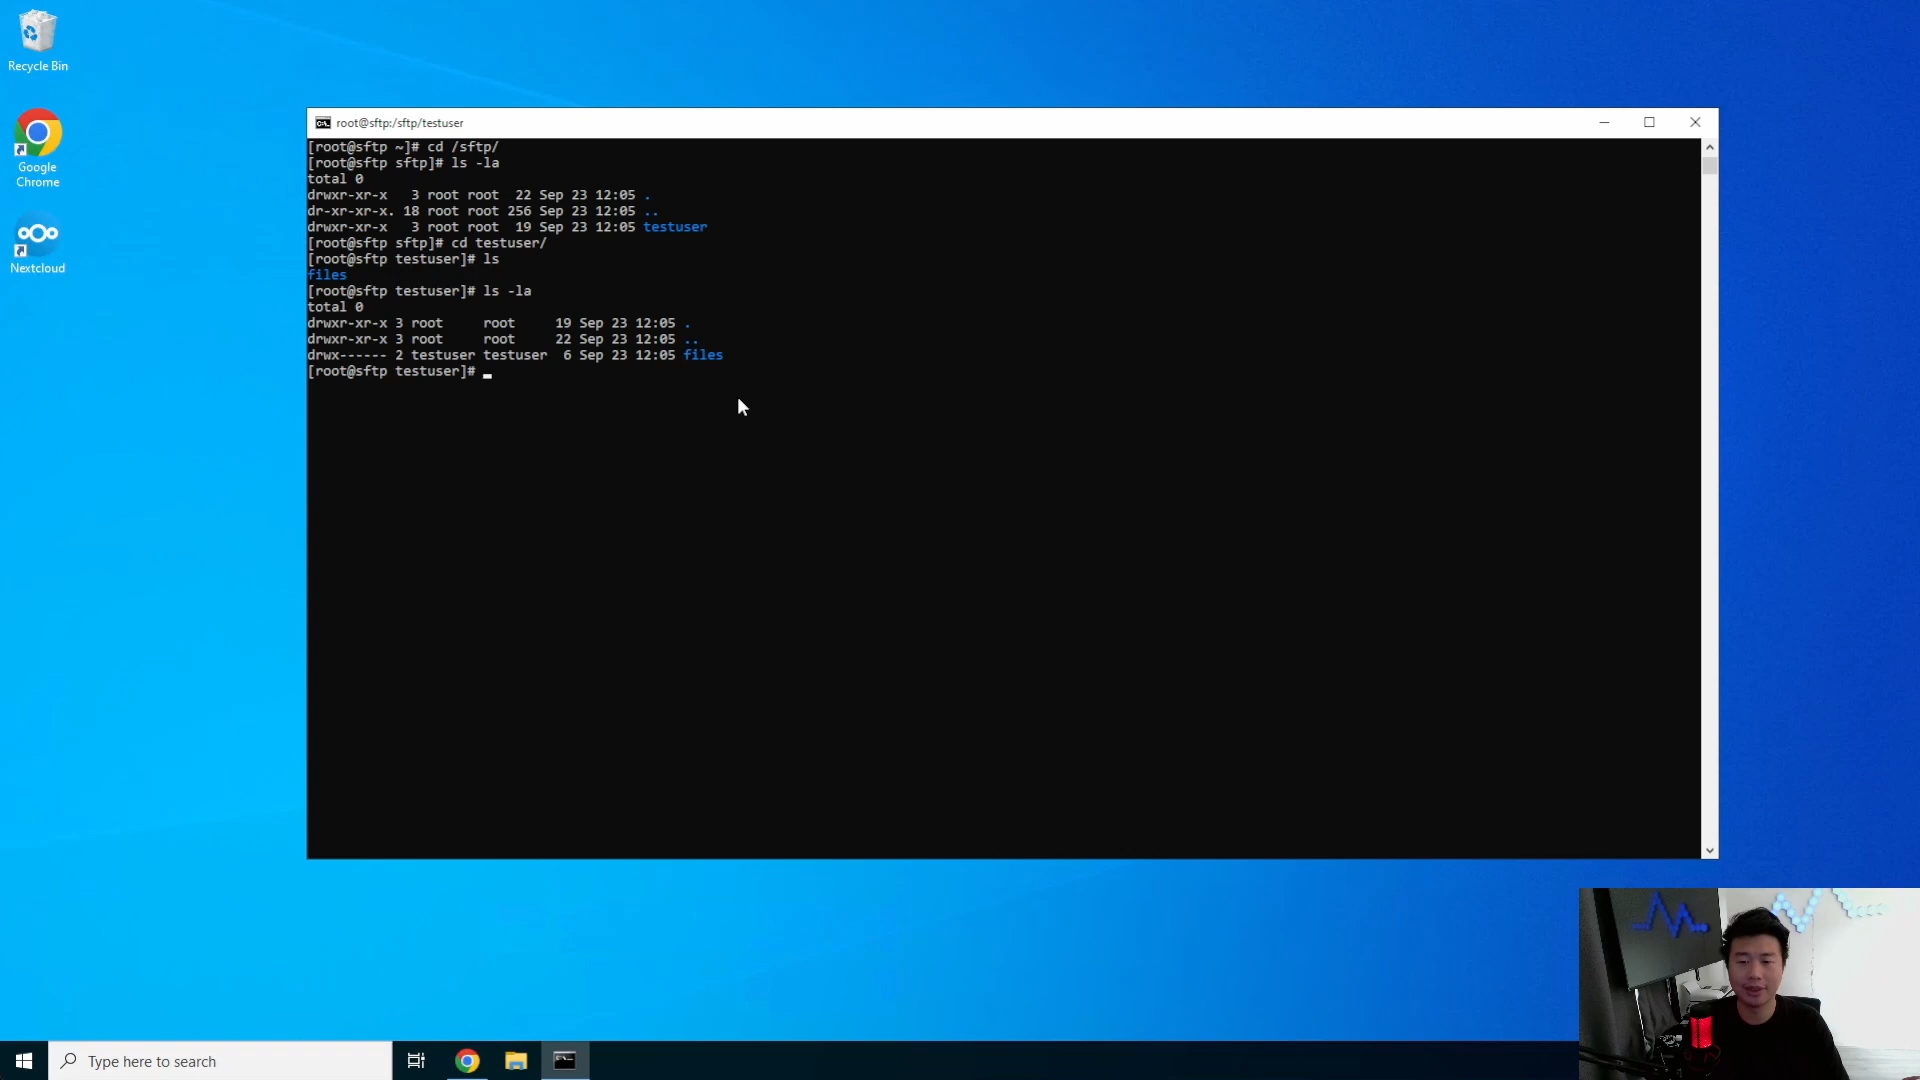 Recycle Bin
Google
Chrome
Nextcloud
root@sftp:/sftp/testuser
[root@sftp ~]# cd /sftp/
[root@sftp sftp]# ls -la
total 0
drwxr-xr-x   3 root root  22 Sep 23 12:05 .
dr-xr-xr-x. 18 root root 256 Sep 23 12:05 ..
drwxr-xr-x   3 root root  19 Sep 23 12:05 testuser
[root@sftp sftp]# cd testuser/
[root@sftp testuser]# ls
files
[root@sftp testuser]# ls -la
total 0
drwxr-xr-x 3 root     root     19 Sep 23 12:05 .
drwxr-xr-x 3 root     root     22 Sep 23 12:05 ..
drwx------ 2 testuser testuser  6 Sep 23 12:05 files
[root@sftp testuser]#
Type here to search